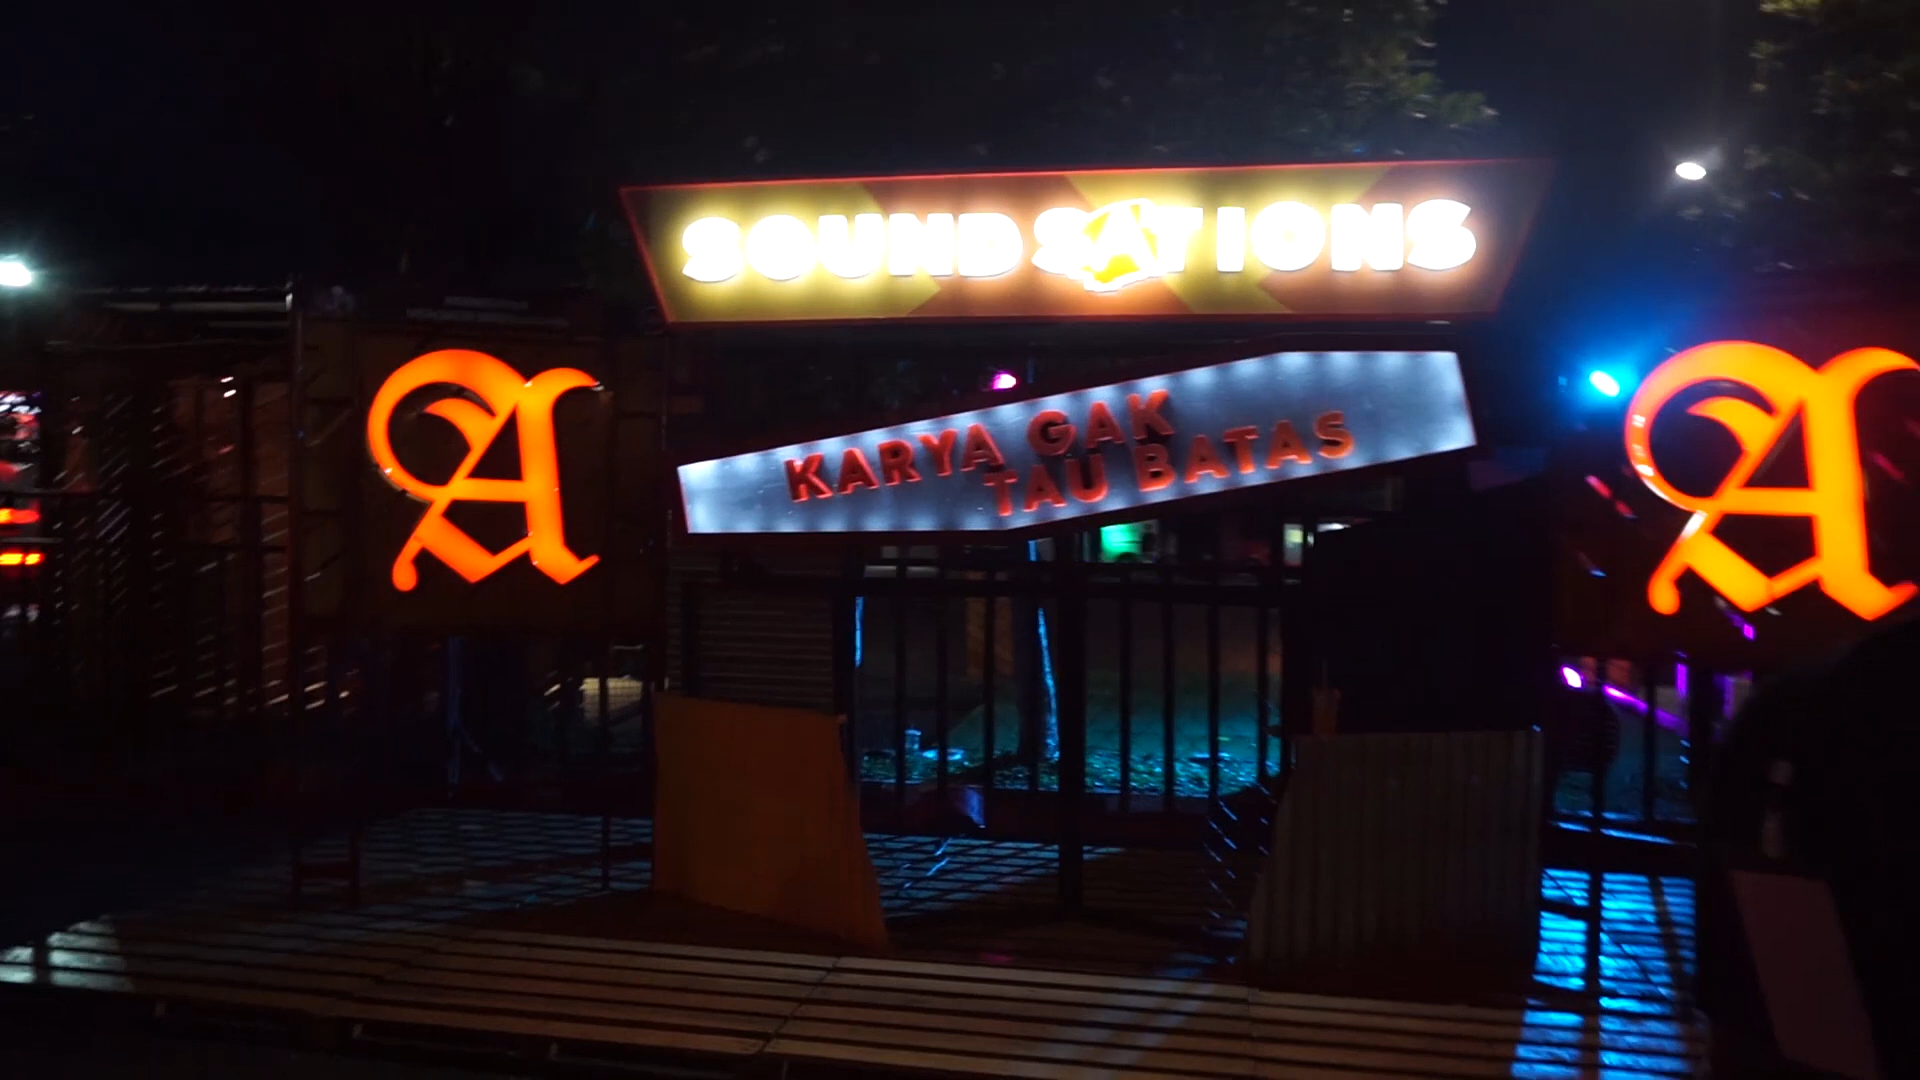 SOUNDSATIONS
A
KARYA GAK
TAU BATAS
A